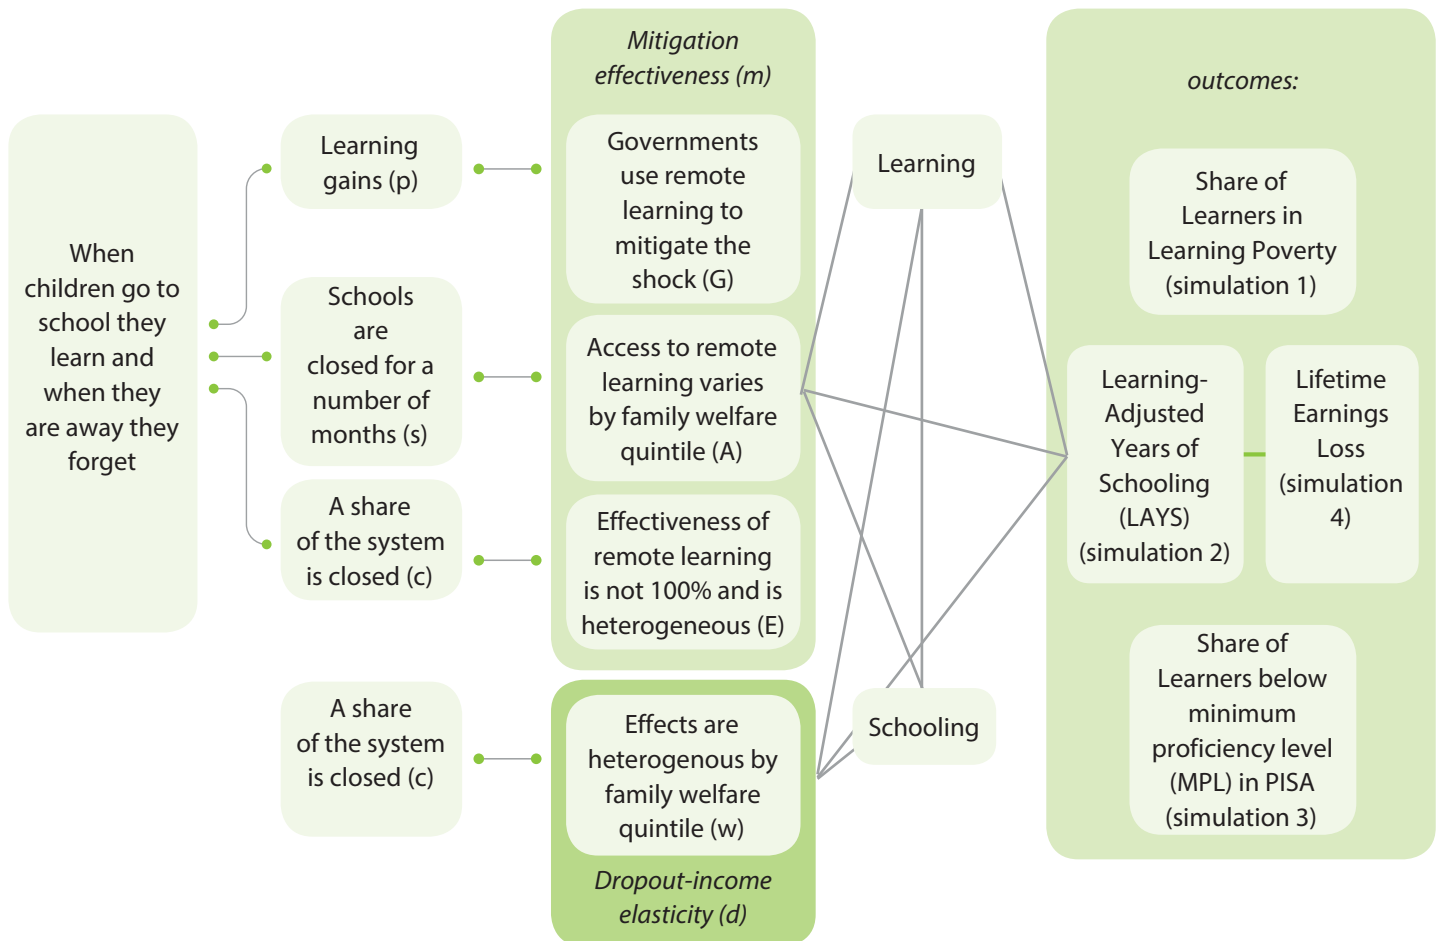 When
children go to
school they
learn and
when they
are away they
forget
Learning
gains (p)
Schools
are
closed for a
number of
months (s)
A share
of the system
is closed (c)
A share
of the system
is closed (c)
Mitigation
effectiveness (m)
Governments
use remote
learning to
mitigate the
shock (G)
Access to remote
learning varies
by family welfare
quintile (A)
Effectiveness of
remote learning
is not 100% and is
heterogeneous (E)
Effects are
heterogenous by
family welfare
quintile (w)
Dropout-income
elasticity (d)
Learning
Schooling
outcomes:
Share of
Learners in
Learning Poverty
(simulation 1)
Learning-
Adjusted
Years of
Schooling
(LAYS)
(simulation 2)
Lifetime
Earnings
Loss
(simulation
4)
Share of
Learners below
minimum
proficiency level
(MPL) in PISA
(simulation 3)